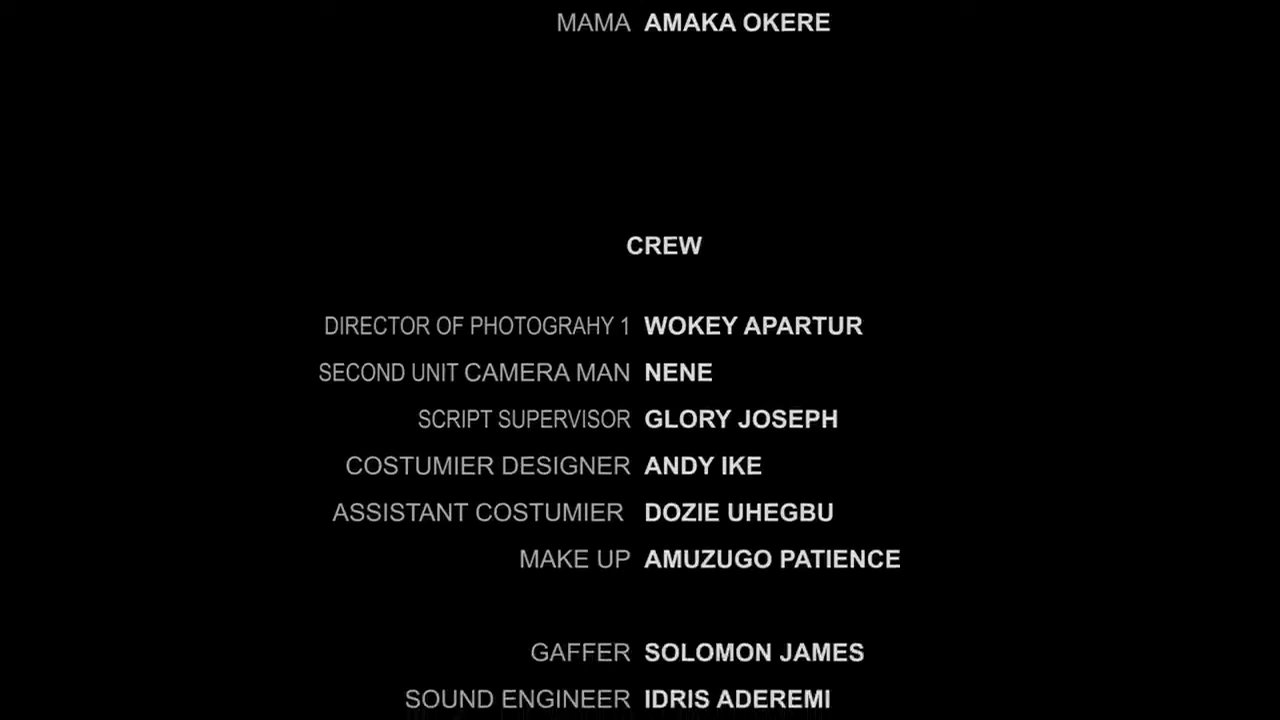 MAMA AMAKA OKERE
CREW
DIRECTOR OF PHOTOGRAHY 1 WOKEY APARTUR
SECOND UNIT CAMERA MAN NENE
SCRIPT SUPERVISOR GLORY JOSEPH
COSTUMIER DESIGNER ANDY IKE
ASSISTANT COSTUMIER DOZIE UHEGBU
MAKE UP AMUZUGO PATIENCE
GAFFER SOLOMON JAMES
SOUND ENGINEER IDRIS ADEREMI